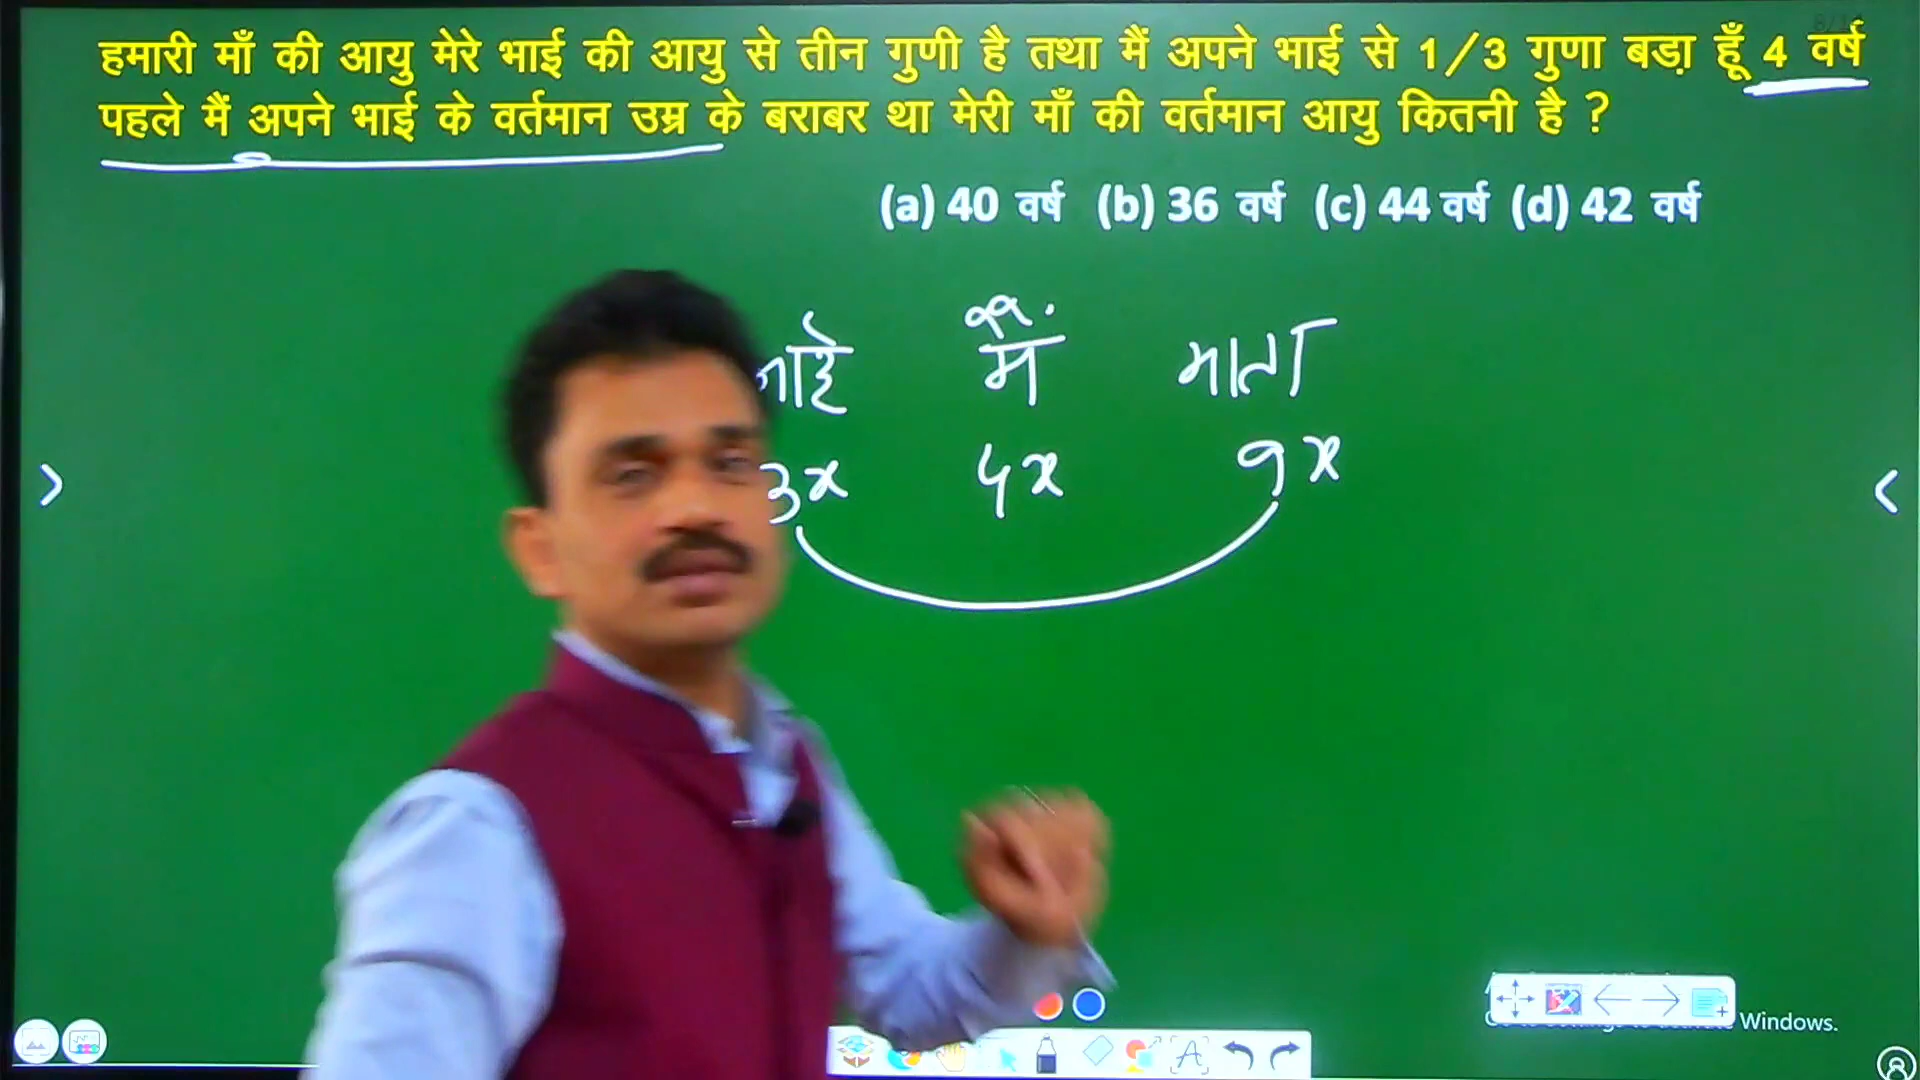 हमारी माँ की आयु मेरे भाई की आयु से तीन गुणी है तथा मैं अपने भाई से 1/3 गुणा बडा़ हूँ 4 वर्ष
पहले मैं अपने भाई के वर्तमान उम्र के बराबर था मेरी माँ की वर्तमान आयु कितनी है ?
(a) 40 वर्ष (b) 36 वर्ष (c) 44 वर्ष (d) 42 वर्ष
माता
3x 4x 9x
Windows.